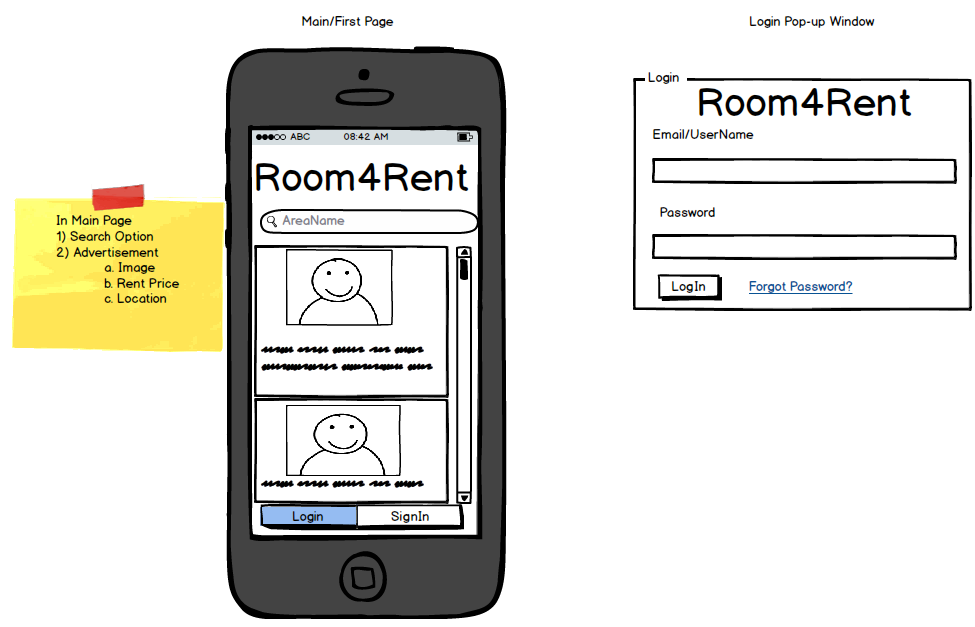 Main/First Page
Login Pop-up Window
ABC 08:42 AM
Room4Rent
AreaName
Login SignIn
In Main Page
1) Search Option
2) Advertisement
a. Image
b. Rent Price
c. Location
Login
Room4Rent
Email/UserName
Password
LogIn Forgot Password?